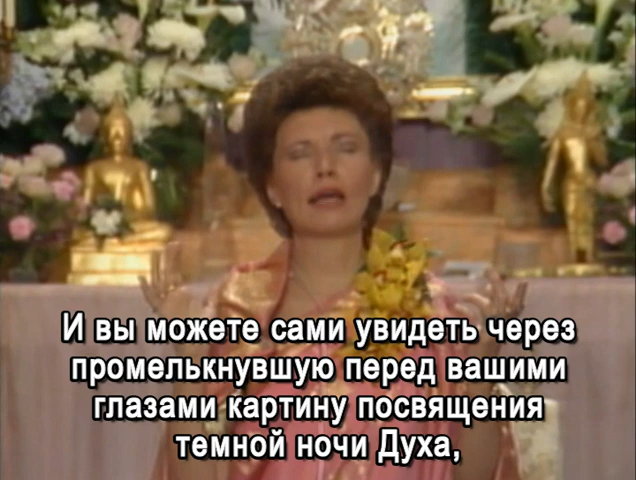 И вы можете сами увидеть через
промелькнувшую перед вашими
глазами картину посвящения
темной ночи Духа,